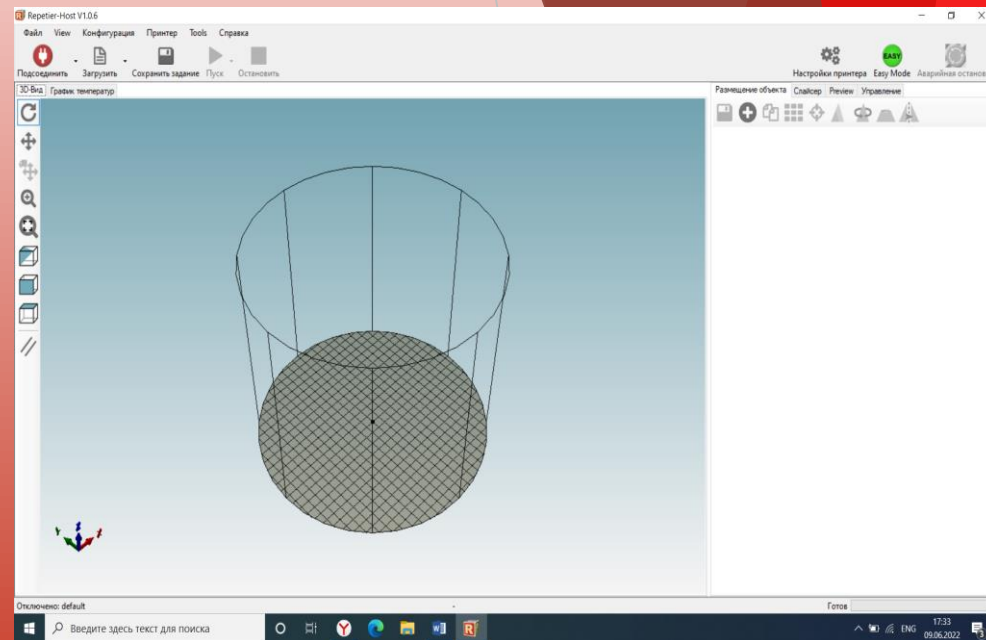 Repetier-Host V1.0.6
Файл View Конфигурация Принтер Tools Справка
Подсоединить Загрузить Сохранить задание Пуск Остановить Настройки принтера Easy Mode Аварийная останов
EASY
3D-Вид График температур Размещение объекта Слайсер Preview Управление
Отключено: default - Готов
Введите здесь текст для поиска ENG 17:33
09.06.2022